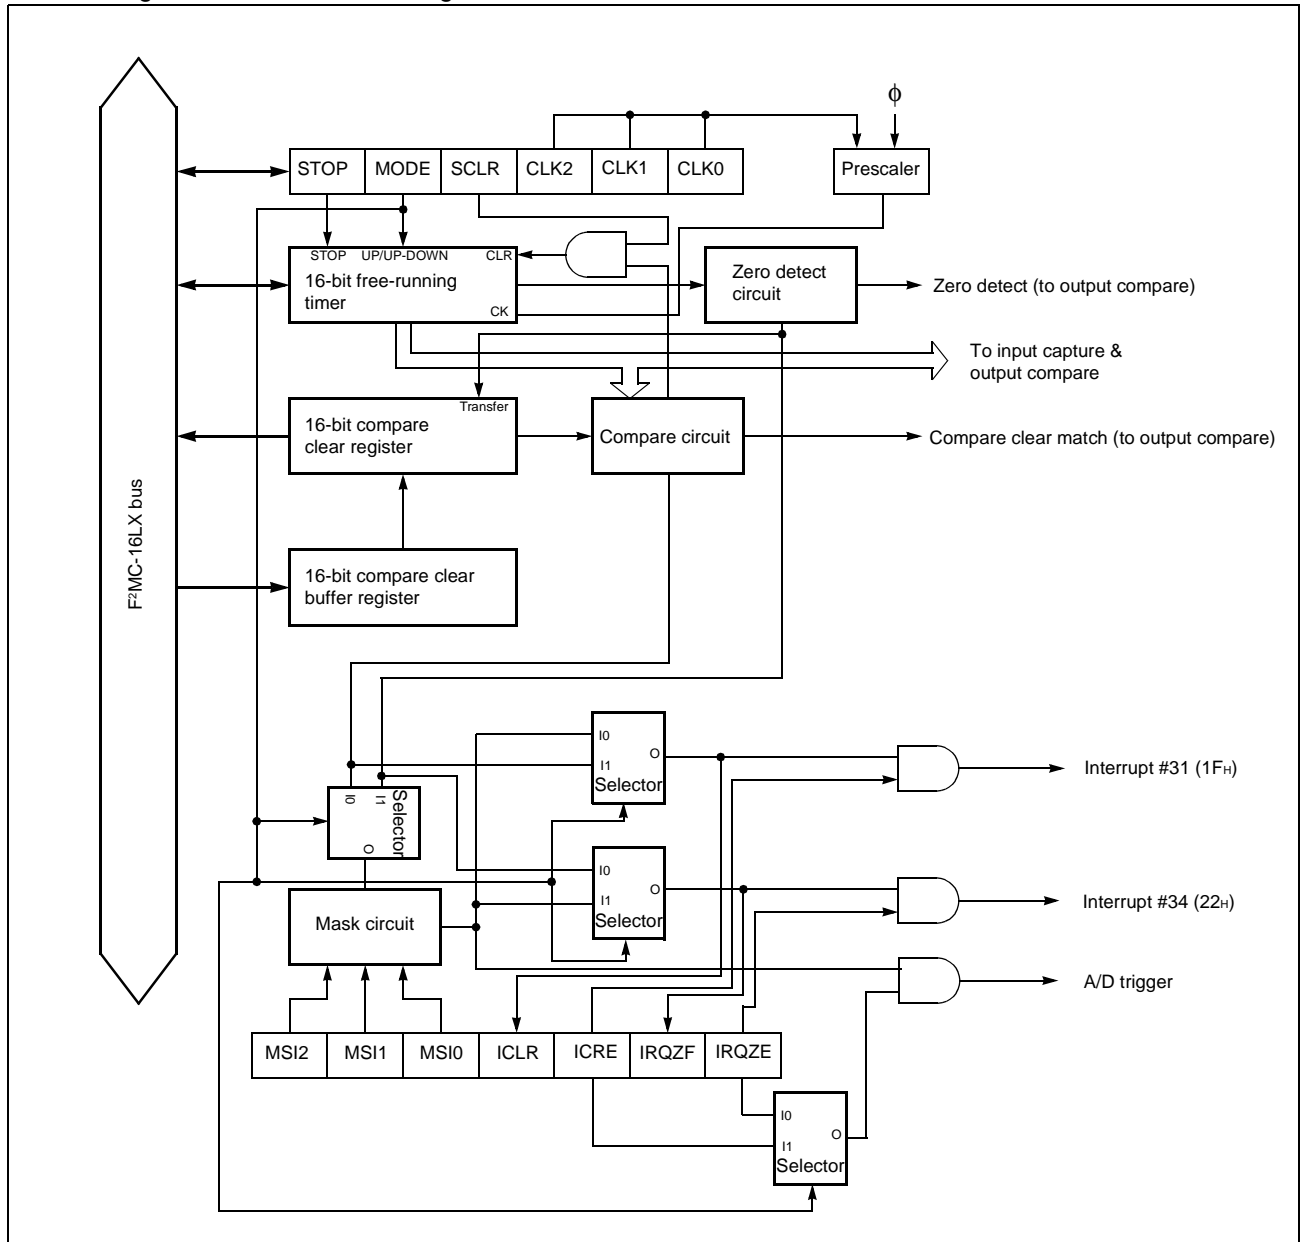 ϕ
STOP MODE SCLR CLK2 CLK1 CLK0 Prescaler
STOP UP/UP-DOWN CLR
16-bit free-running
timer
CK
Zero detect
circuit
Zero detect (to output compare)
To input capture &
output compare
Transfer
16-bit compare
clear register
Compare circuit
Compare clear match (to output compare)
F²MC-16LX bus
16-bit compare clear
buffer register
I0
I1
O
Selector
Interrupt #31 (1FH)
I0
I1
O
Selector
I0
I1
O
Selector
Interrupt #34 (22H)
Mask circuit
A/D trigger
MSI2 MSI1 MSI0 ICLR ICRE IRQZF IRQZE
I0
I1
O
Selector